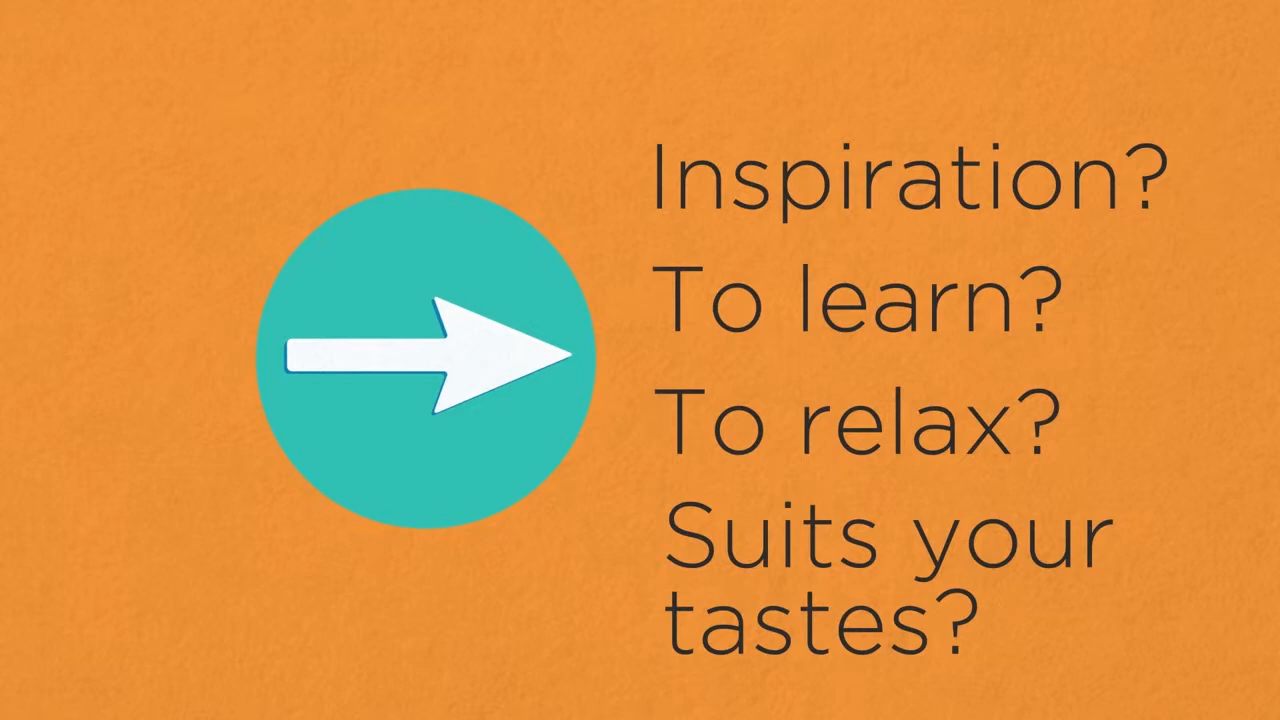 Inspiration?
To learn?
To relax?
Suits your
tastes?